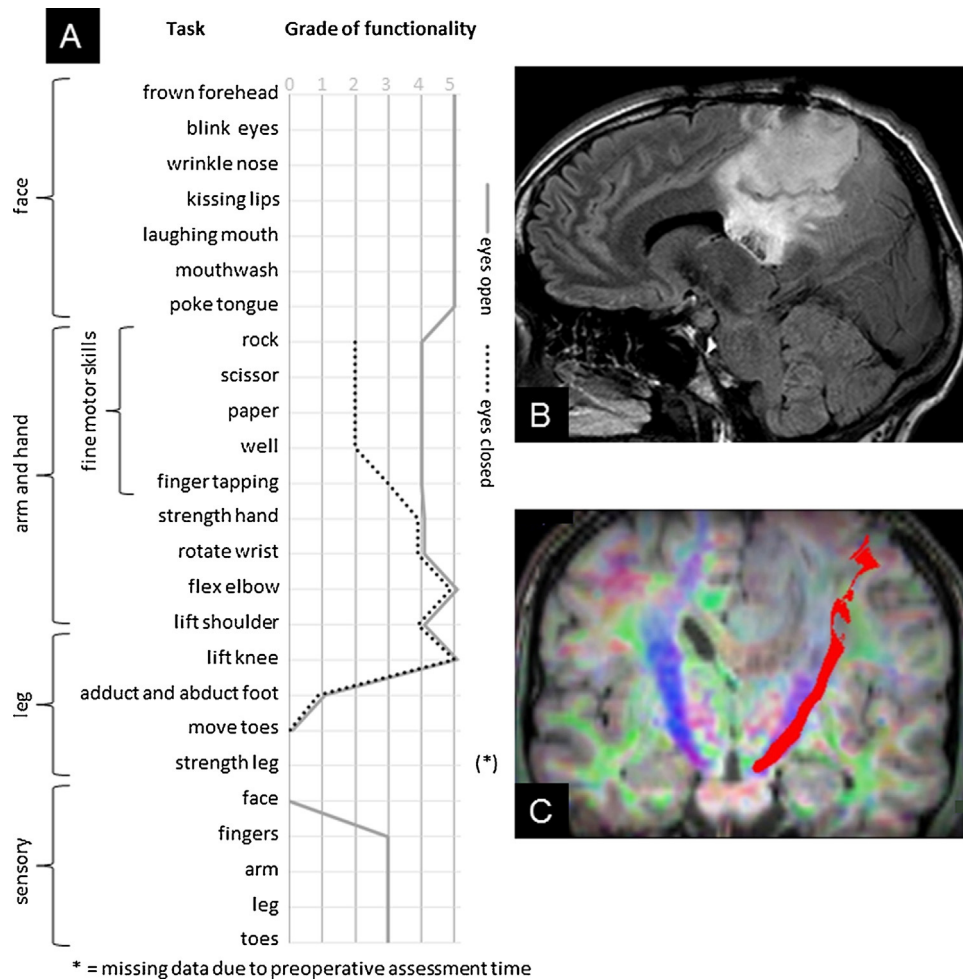 A
Task Grade of functionality
0 1 2 3 4 5
frown forehead
blink eyes
wrinkle nose
kissing lips
laughing mouth
mouthwash
poke tongue
rock
scissor
paper
well
finger tapping
strength hand
rotate wrist
flex elbow
lift shoulder
lift knee
adduct and abduct foot
move toes
strength leg (*)
face
fingers
arm
leg
toes
face
arm and hand
fine motor skills
leg
sensory
eyes open
eyes closed
* = missing data due to preoperative assessment time
B
C